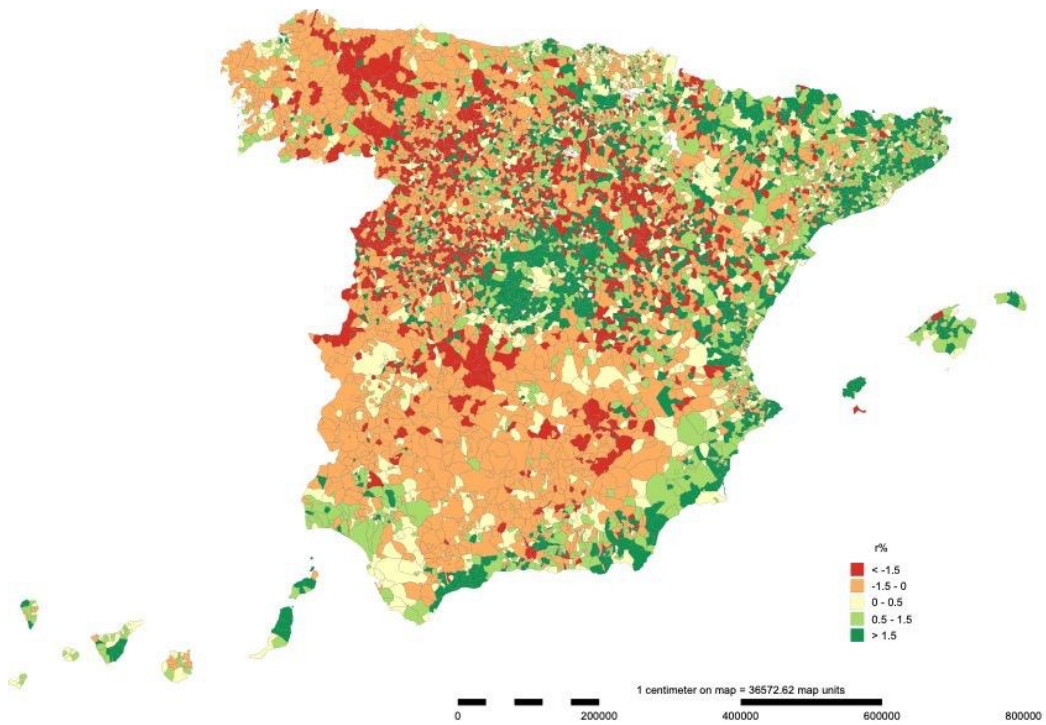 r%
< -1.5
-1.5 - 0
0 - 0.5
0.5 - 1.5
> 1.5
1 centimeter on map = 36572.62 map units
0 200000 400000 600000 800000